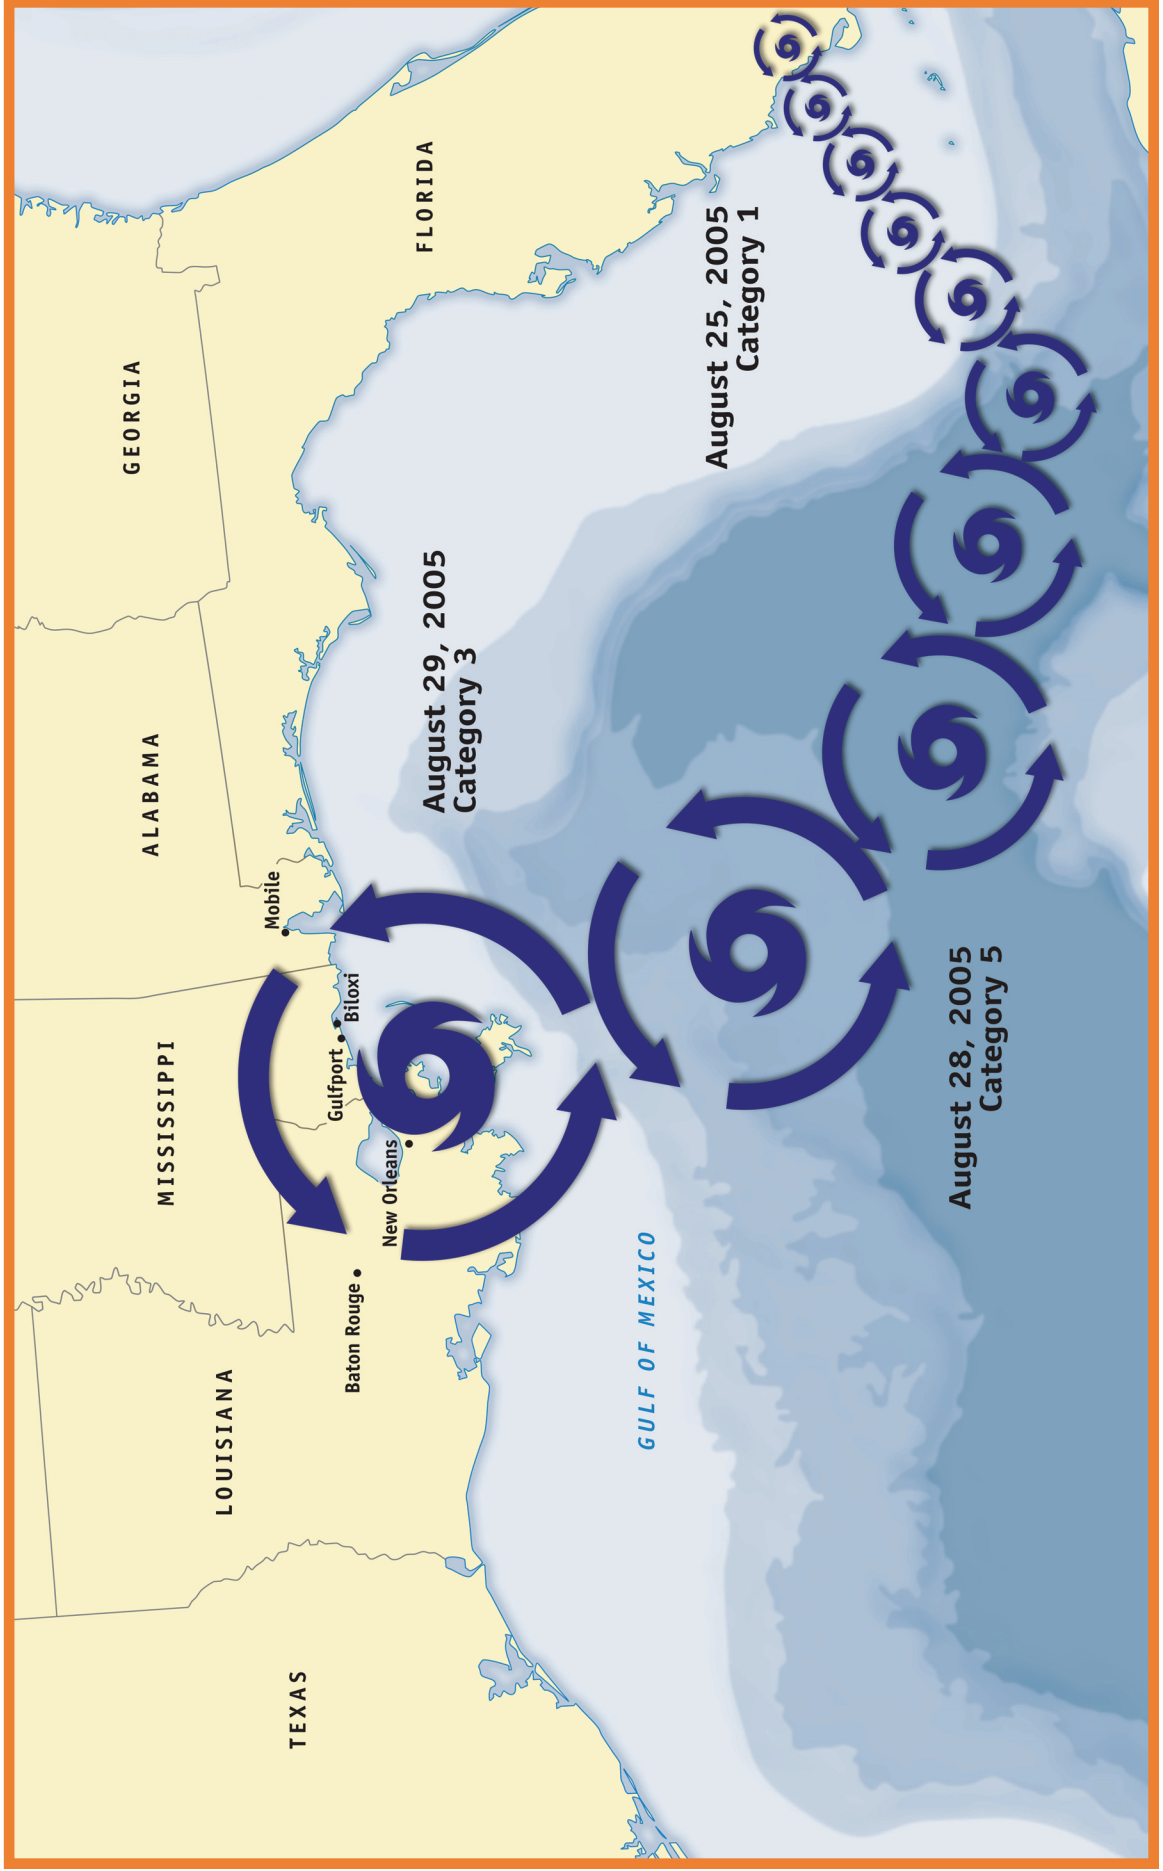 TEXAS
LOUISIANA
MISSISSIPPI
ALABAMA
GEORGIA
FLORIDA
Baton Rouge
New Orleans
Gulfport
Biloxi
Mobile
GULF OF MEXICO
August 29, 2005
Category 3
August 28, 2005
Category 5
August 25, 2005
Category 1